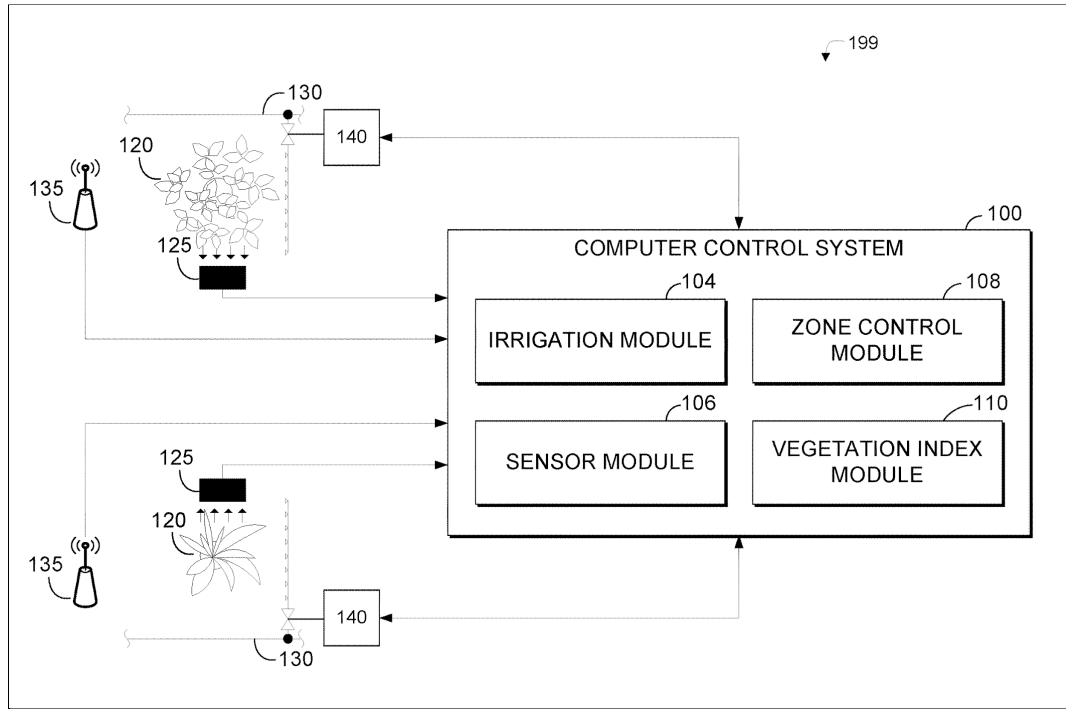 199
130
140
120
135
125
100
COMPUTER CONTROL SYSTEM
104
IRRIGATION MODULE
108
ZONE CONTROL
MODULE
106
SENSOR MODULE
110
VEGETATION INDEX
MODULE
125
120
135
140
130